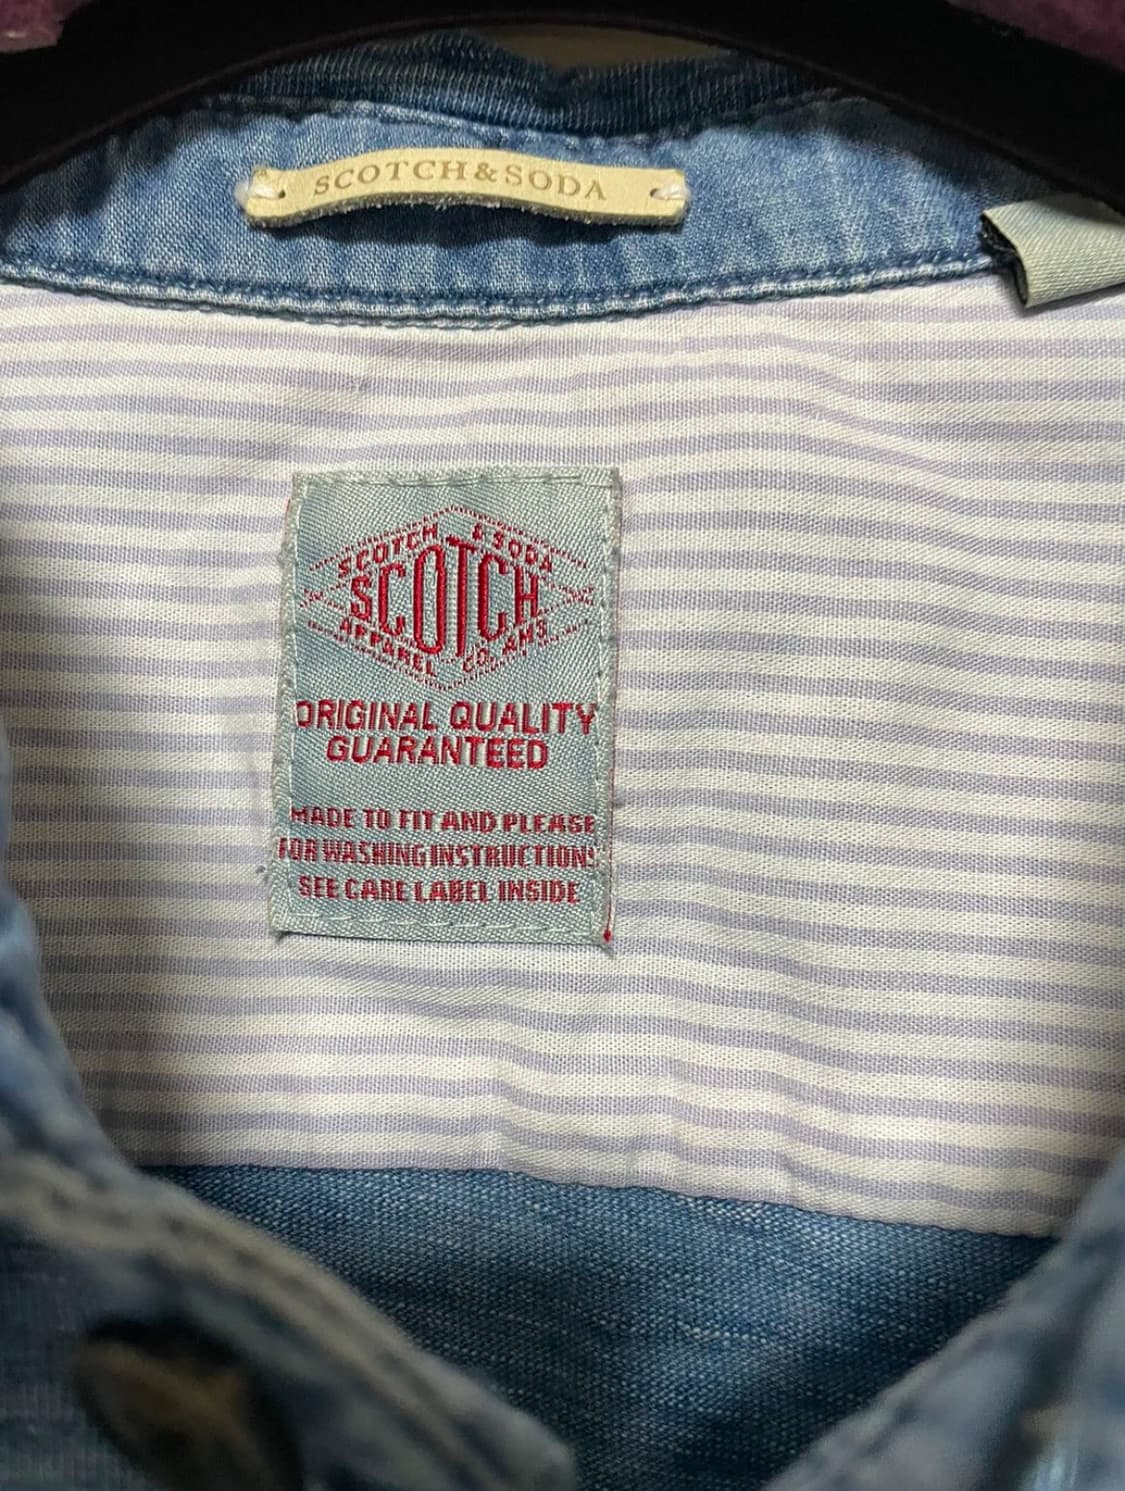 SCOTCH&SODA
SCOTCH & SODA
SCOTCH
APPAREL CO. AMS
ORIGINAL QUALITY
GUARANTEED
MADE TO FIT AND PLEASE
FOR WASHING INSTRUCTIONS
SEE CARE LABEL INSIDE